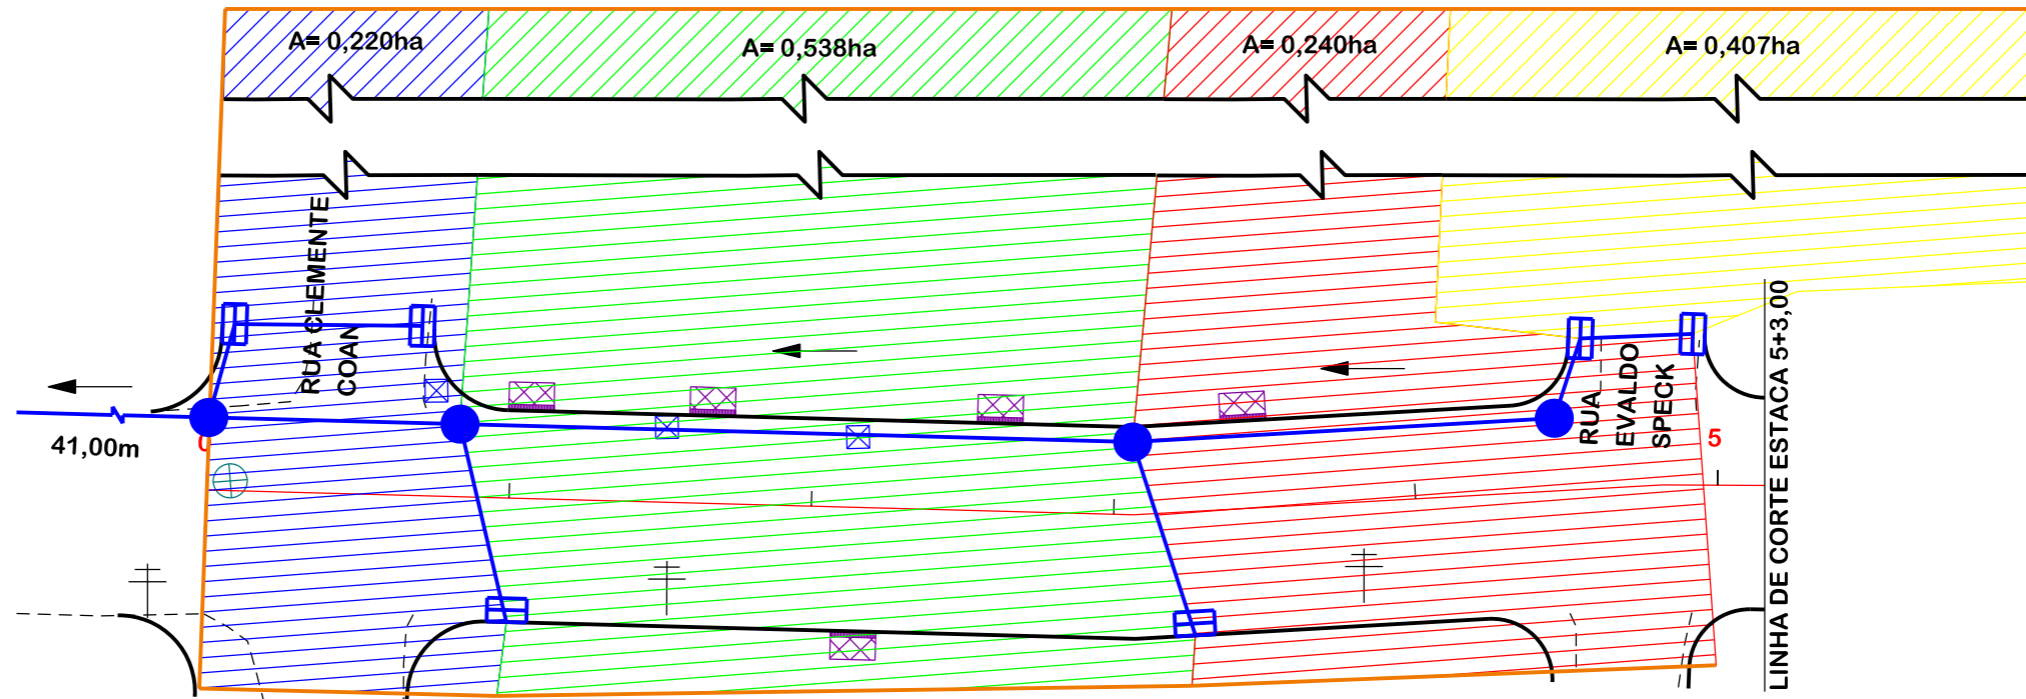 A= 0,220ha
A= 0,538ha
A= 0,240ha
A= 0,407ha
RUA CLEMENTE
COAN
RUA
EVALDO
SPECK
41,00m
0
5
LINHA DE CORTE ESTACA 5+3,00